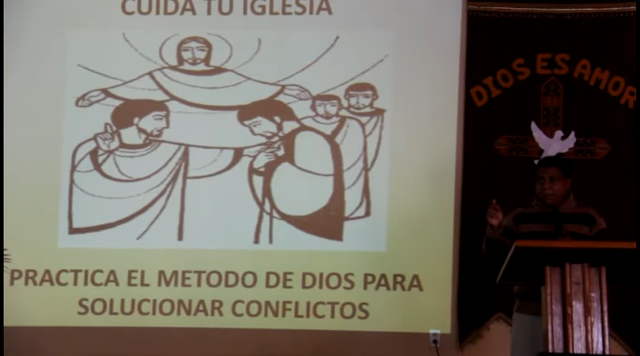 CUIDA TU IGLESIA
PRACTICA EL METODO DE DIOS PARA
SOLUCIONAR CONFLICTOS
DIOS ES AMOR